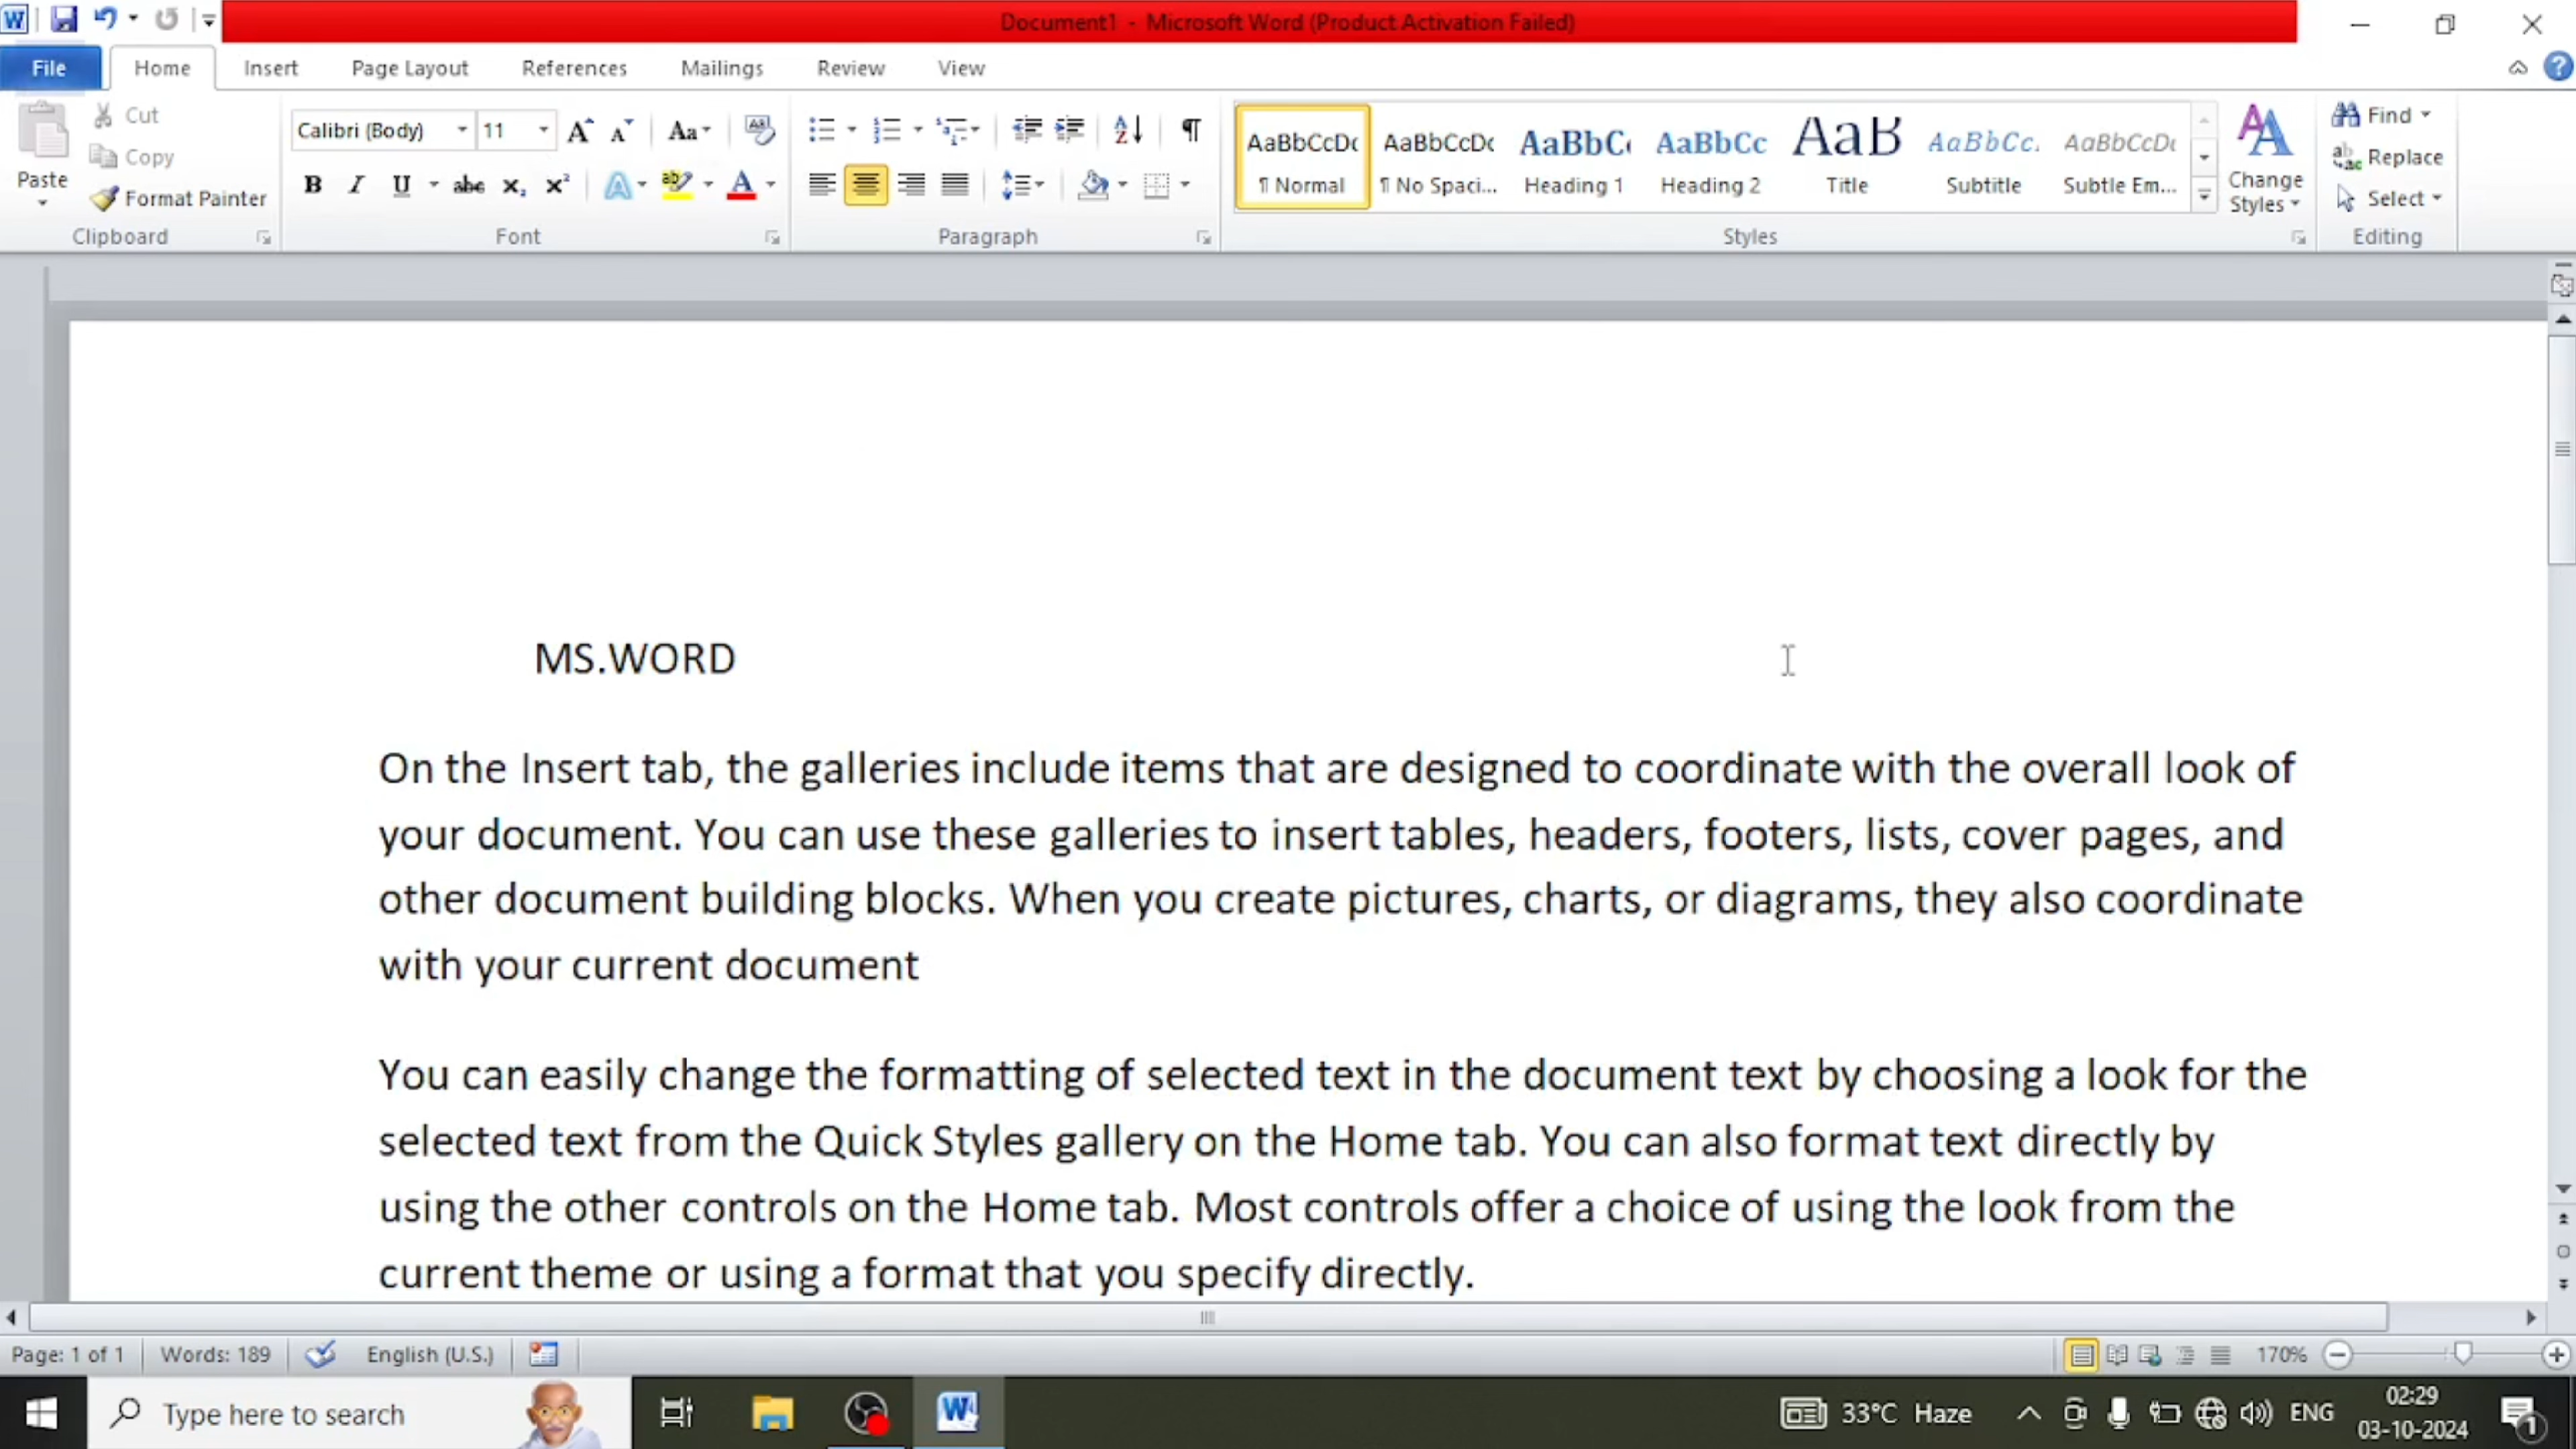 Document1 - Microsoft Word (Product Activation Failed)
File Home Insert Page Layout References Mailings Review View
Cut
Copy
Format Painter
Paste
Calibri (Body) 11
AaBbCcDc AaBbCcDc AaBbC AaBbCc AaB AaBbCc. AaBbCcDc
¶ Normal ¶ No Spaci... Heading 1 Heading 2 Title Subtitle Subtle Em...
Change
Styles
Find
Replace
Select
Clipboard Font Paragraph Styles Editing
MS.WORD
On the Insert tab, the galleries include items that are designed to coordinate with the overall look of
your document. You can use these galleries to insert tables, headers, footers, lists, cover pages, and
other document building blocks. When you create pictures, charts, or diagrams, they also coordinate
with your current document
You can easily change the formatting of selected text in the document text by choosing a look for the
selected text from the Quick Styles gallery on the Home tab. You can also format text directly by
using the other controls on the Home tab. Most controls offer a choice of using the look from the
current theme or using a format that you specify directly.
Page: 1 of 1 Words: 189 English (U.S.) 170%
Type here to search 33°C Haze ENG 02:29
03-10-2024